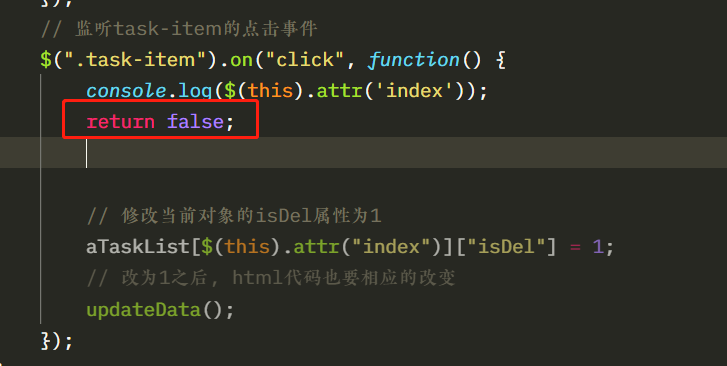 });
// 监听task-item的点击事件
$(".task-item").on("click", function() {
console.log($(this).attr('index'));
return false;
// 修改当前对象的isDel属性为1
aTaskList[$(this).attr("index")]["isDel"] = 1;
// 改为1之后, html代码也要相应的改变
updateData();
});